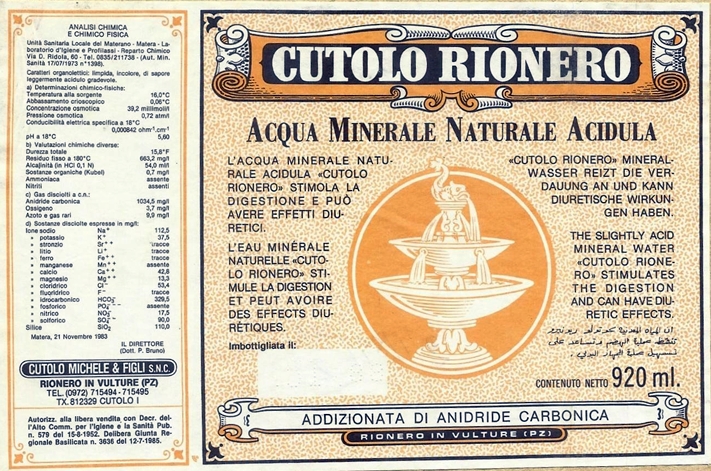 ANALISI CHIMICA
E CHIMICO FISICA
Unità Sanitaria Locale del Materano - Matera - La-
boratorio d'Igiene e Profilassi - Reparto Chimico
Via D. Ridola, 60 - Tel. 0835/211738 - (Aut. Min.
Sanità 17/07/1973 n°1398).
Caratteri organolettici: limpida, incolore, di sapore
leggermente acidulo gradevole.
a) Determinazioni chimico-fisiche:
Temperatura alla sorgente 16,0°C
Abbassamento crioscopico 0,06°C
Concentrazione osmotica 39,2 millimoli/l
Pressione osmotica 0,72 atm/l
Conducibilità elettrica specifica a 18°C
0,000842 ohm-1.cm-1
pH a 18°C 5,60
b) Valutazioni chimiche diverse:
Durezza totale 15,8°F
Residuo fisso a 180°C 663,2 mg/l
Alcalinità (in HCl 0,1 N) 54,0 ml/l
Sostanze organiche (Kubel) 0,7 mg/l
Ammoniaca assente
Nitriti assenti
c) Gas disciolti a c.n.:
Anidride carbonica 1034,5 mg/l
Ossigeno 3,7 mg/l
Azoto e gas rari 9,9 mg/l
d) Sostanze disciolte espresse in mg/l:
Ione sodio Na+ 112,5
» potassio K+ 37,5
» stronzio Sr++ tracce
» litio Li+ tracce
» ferro Fe++ tracce
» manganese Mn++ assente
» calcio Ca++ 42,8
» magnesio Mg++ 13,3
» cloridrico Cl- 53,4
» fluoridrico F- tracce
» idrocarbonico HCO3- 329,5
» fosforico PO4--- assente
» nitrico NO3- 17,5
» solforico SO4-- 90,0
Silice SiO2 110,0
Matera, 21 Novembre 1983
IL DIRETTORE
(Dott. P. Bruno)
CUTOLO MICHELE & FIGLI S.N.C.
RIONERO IN VULTURE (PZ)
TEL. (0972) 715494 - 715495
TX. 812329 CUTOLO I
Autorizz. alla libera vendita con Decr. del-
l'Alto Comm. per l'Igiene e la Sanità Pub.
n. 579 del 15-8-1952. Delibera Giunta Re-
gionale Basilicata n. 3636 del 12-7-1985.
CUTOLO RIONERO
ACQUA MINERALE NATURALE ACIDULA
L'ACQUA MINERALE NATU-
RALE ACIDULA «CUTOLO
RIONERO» STIMOLA LA
DIGESTIONE E PUÒ
AVERE EFFETTI DIU-
RETICI.
L'EAU MINÉRALE
NATURELLE «CUTO-
LO RIONERO» STI-
MULE LA DIGESTION
ET PEUT AVOIRE
DES EFFECTS DIU-
RÈTIQUES.
Imbottigliata il:
«CUTOLO RIONERO» MINERAL-
WASSER REIZT DIE VER-
DAUUNG AN UND KANN
DIURETISCHE WIRKUN-
GEN HABEN.
THE SLIGHTLY ACID
MINERAL WATER
«CUTOLO RIONE-
RO» STIMULATES
THE DIGESTION
AND CAN HAVE DIU-
RETIC EFFECTS.
CONTENUTO NETTO 920 ml.
ADDIZIONATA DI ANIDRIDE CARBONICA
RIONERO IN VULTURE (PZ)